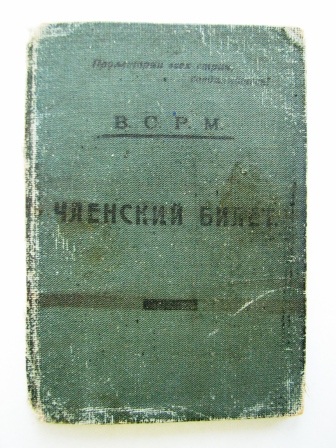 Пролетарии всех стран,
соединяйтесь!
В. С. Р. М.
ЧЛЕНСКИЙ БИЛЕТ.